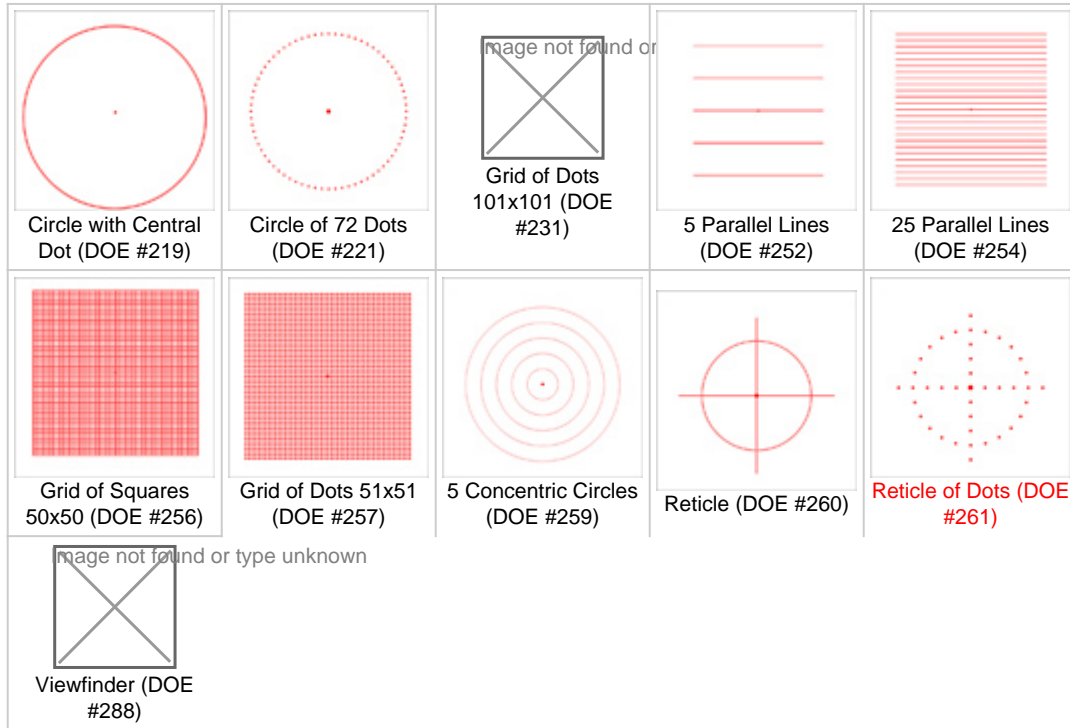 Circle with Central
Dot (DOE #219)
Circle of 72 Dots
(DOE #221)
Image not found or
Grid of Dots
101x101 (DOE
#231)
5 Parallel Lines
(DOE #252)
25 Parallel Lines
(DOE #254)
Grid of Squares
50x50 (DOE #256)
Grid of Dots 51x51
(DOE #257)
5 Concentric Circles
(DOE #259)
Reticle (DOE #260)
Reticle of Dots (DOE
#261)
Image not found or type unknown
Viewfinder (DOE
#288)